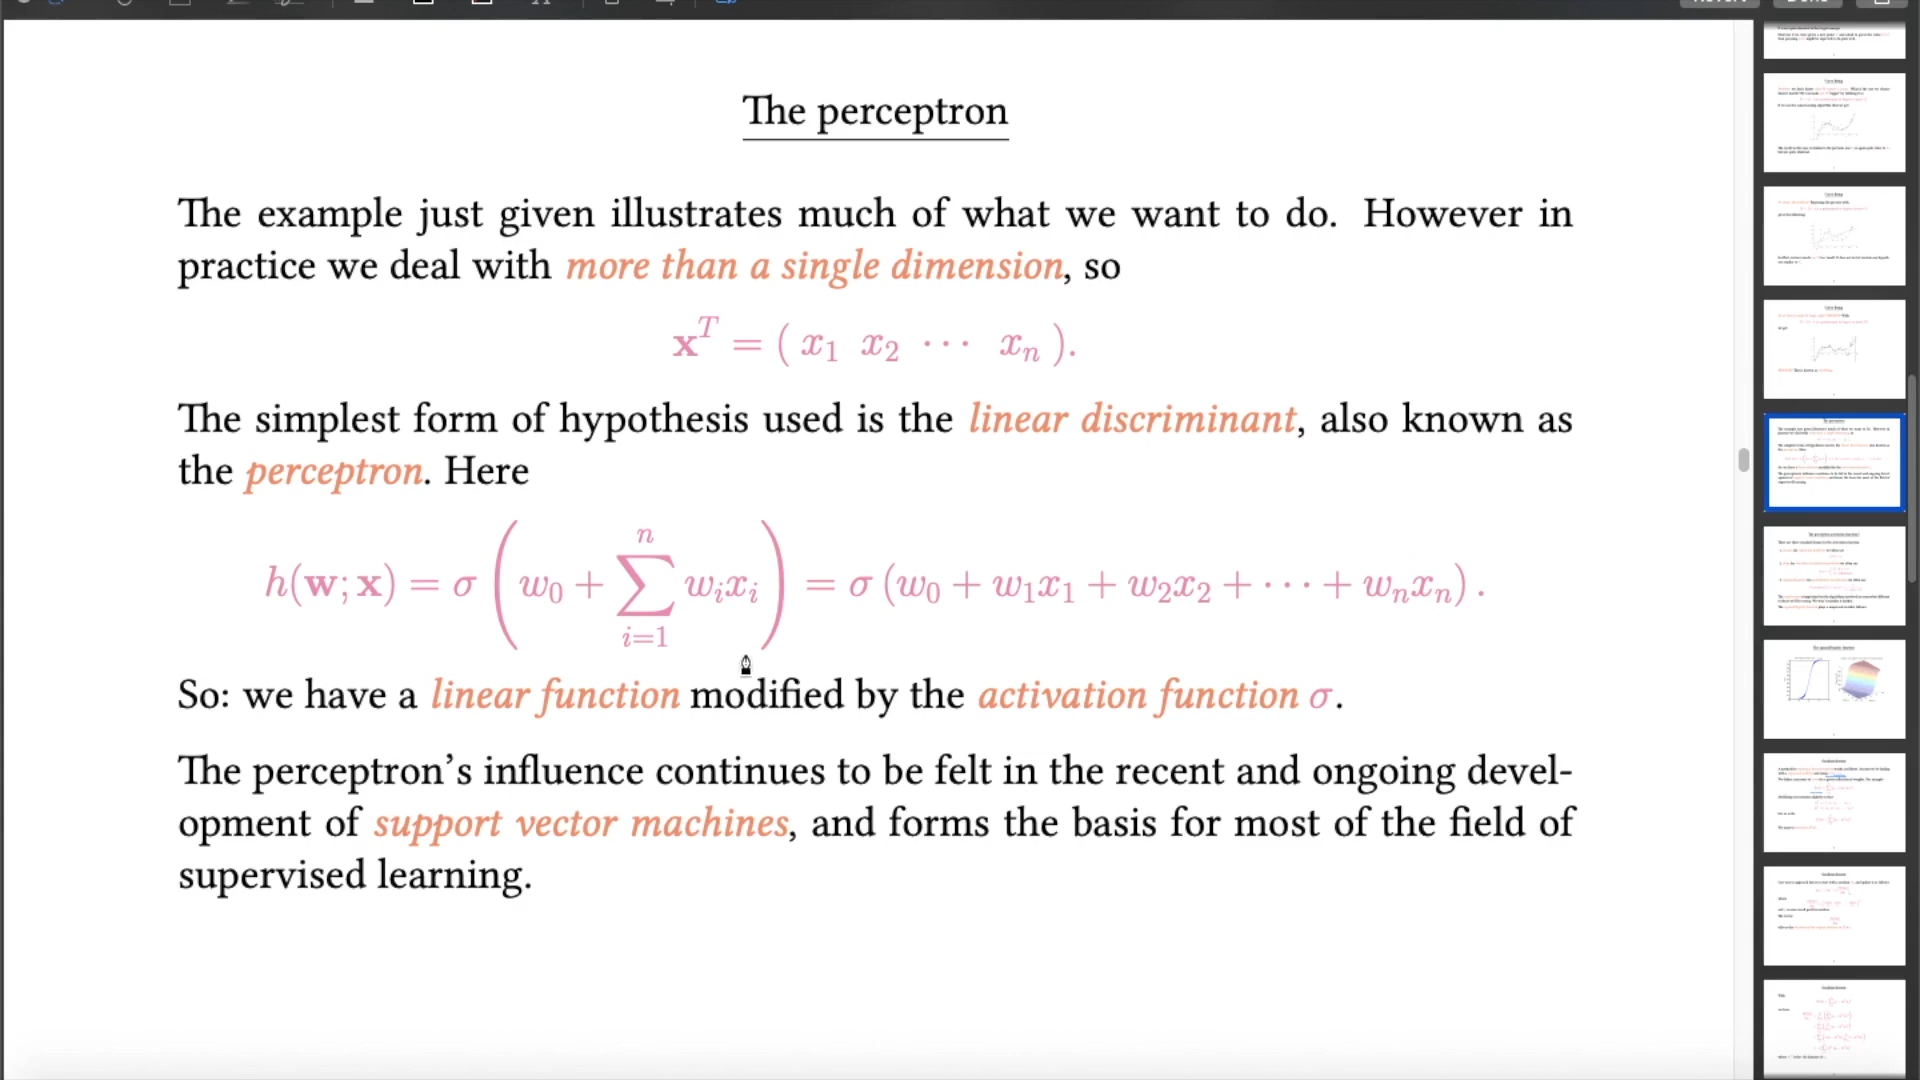 The perceptron
The example just given illustrates much of what we want to do. However in
practice we deal with more than a single dimension, so
x^T = ( x_1 x_2 ⋯ x_n ).
The simplest form of hypothesis used is the linear discriminant, also known as
the perceptron. Here
h(w; x) = σ ( w_0 + ∑_{i=1}^{n} w_i x_i ) = σ (w_0 + w_1x_1 + w_2x_2 + ⋯ + w_nx_n) .
So: we have a linear function modified by the activation function σ.
The perceptron’s influence continues to be felt in the recent and ongoing devel-
opment of support vector machines, and forms the basis for most of the field of
supervised learning.